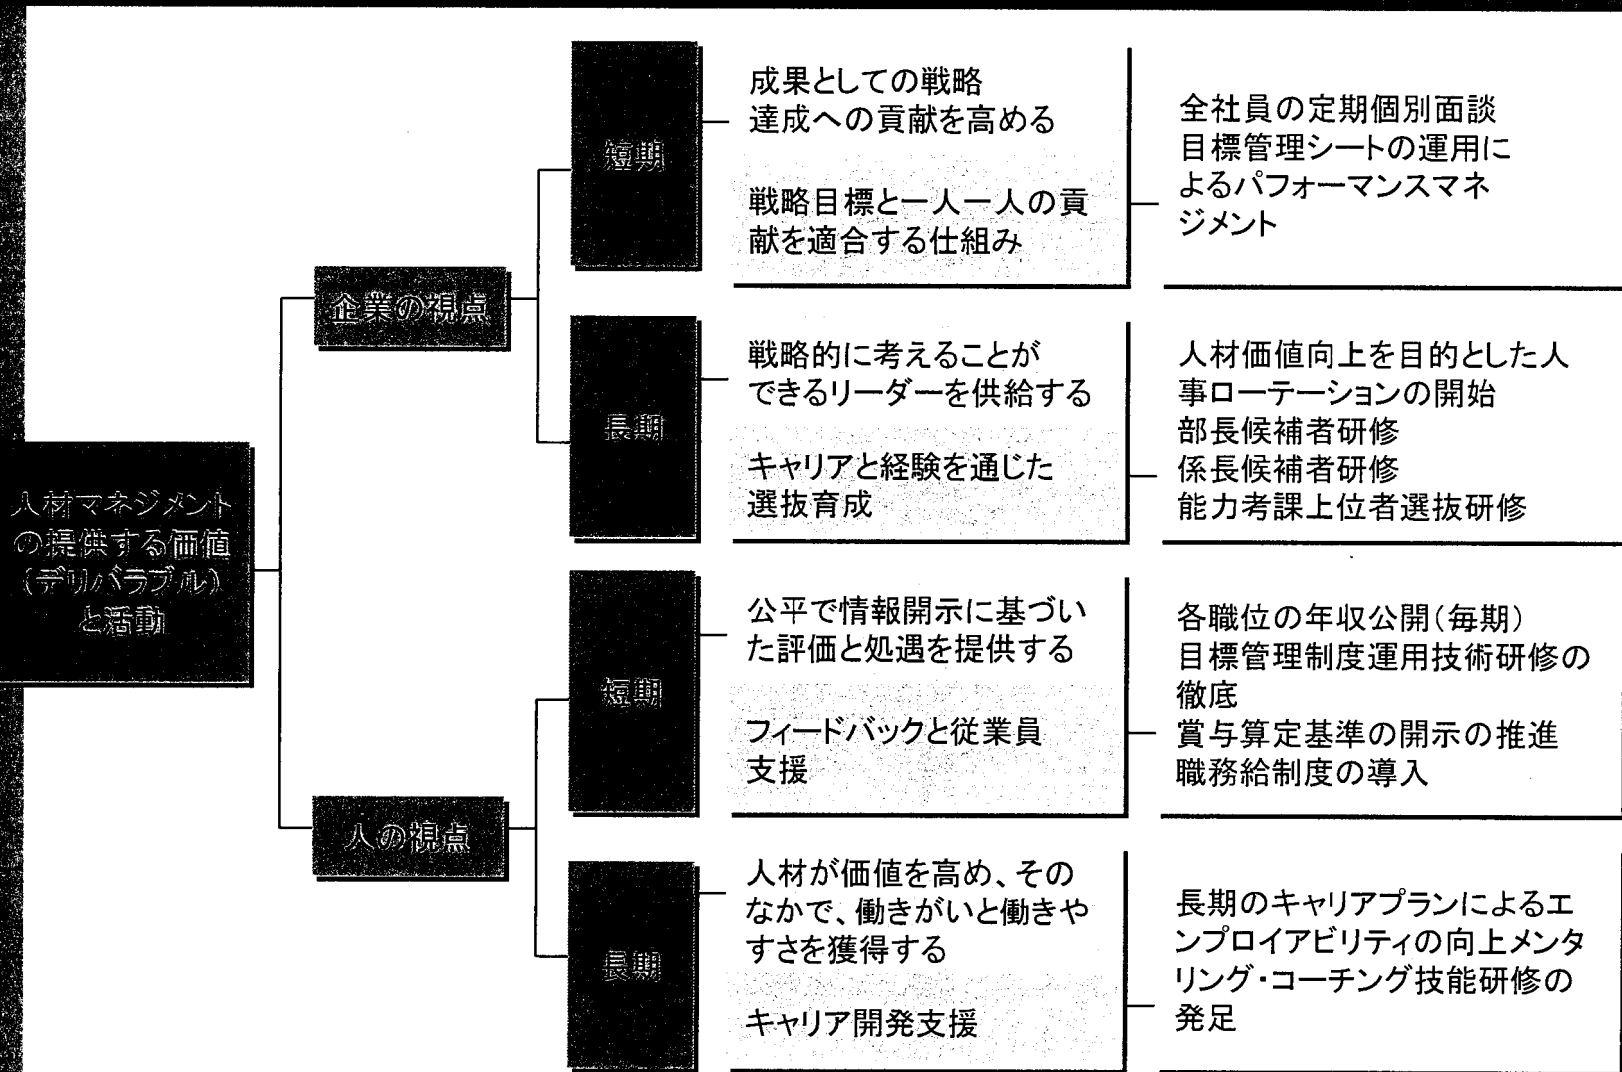 人材マネジメント
の提供する価値
(デリバラブル)
と活動
企業の視点
短期
成果としての戦略
達成への貢献を高める
戦略目標と一人一人の貢
献を適合する仕組み
全社員の定期個別面談
目標管理シートの運用に
よるパフォーマンスマネ
ジメント
長期
戦略的に考えることが
できるリーダーを供給する
キャリアと経験を通じた
選抜育成
人材価値向上を目的とした人
事ローテーションの開始
部長候補者研修
係長候補者研修
能力考課上位者選抜研修
人の視点
短期
公平で情報開示に基づい
た評価と処遇を提供する
フィードバックと従業員
支援
各職位の年収公開(毎期)
目標管理制度運用技術研修の
徹底
賞与算定基準の開示の推進
職務給制度の導入
長期
人材が価値を高め、その
なかで、働きがいと働きや
すさを獲得する
キャリア開発支援
長期のキャリアプランによるエ
ンプロイアビリティの向上メンタ
リング・コーチング技能研修の
発足